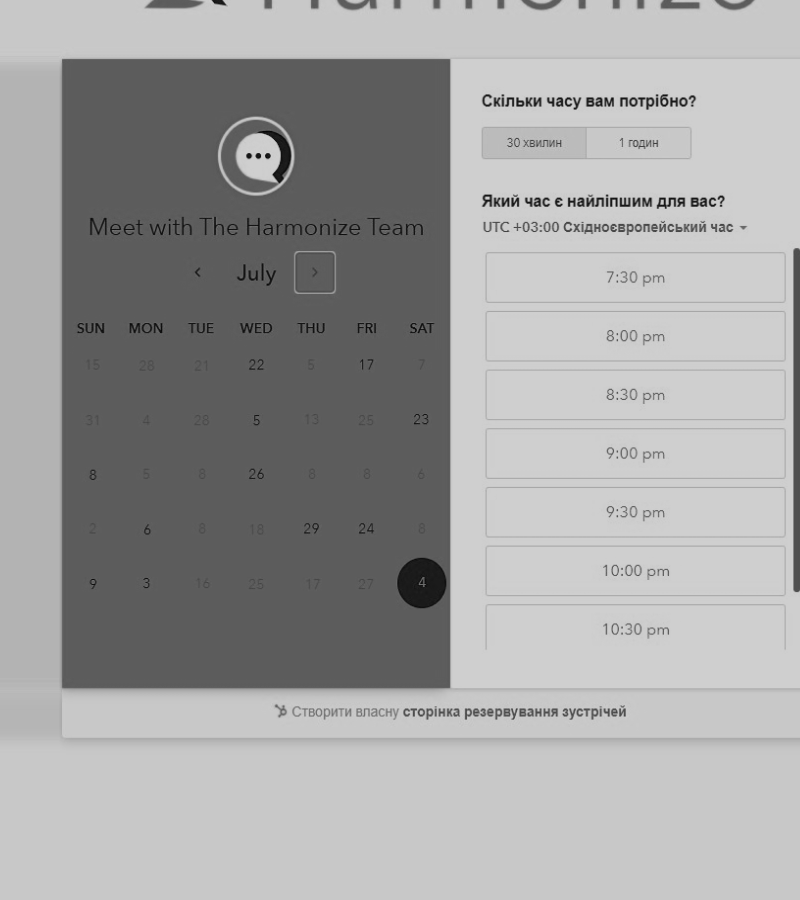 Harmonize
Meet with The Harmonize Team
July
SUN MON TUE WED THU FRI SAT
15 28 21 22 5 17 7
31 4 28 5 13 25 23
8 5 8 26 8 8 6
2 6 8 18 29 24 8
9 3 16 25 17 27 4
Скільки часу вам потрібно?
30 хвилин 1 годин
Який час є найліпшим для вас?
UTC +03:00 Східноєвропейський час
7:30 pm
8:00 pm
8:30 pm
9:00 pm
9:30 pm
10:00 pm
10:30 pm
Створити власну сторінка резервування зустрічей